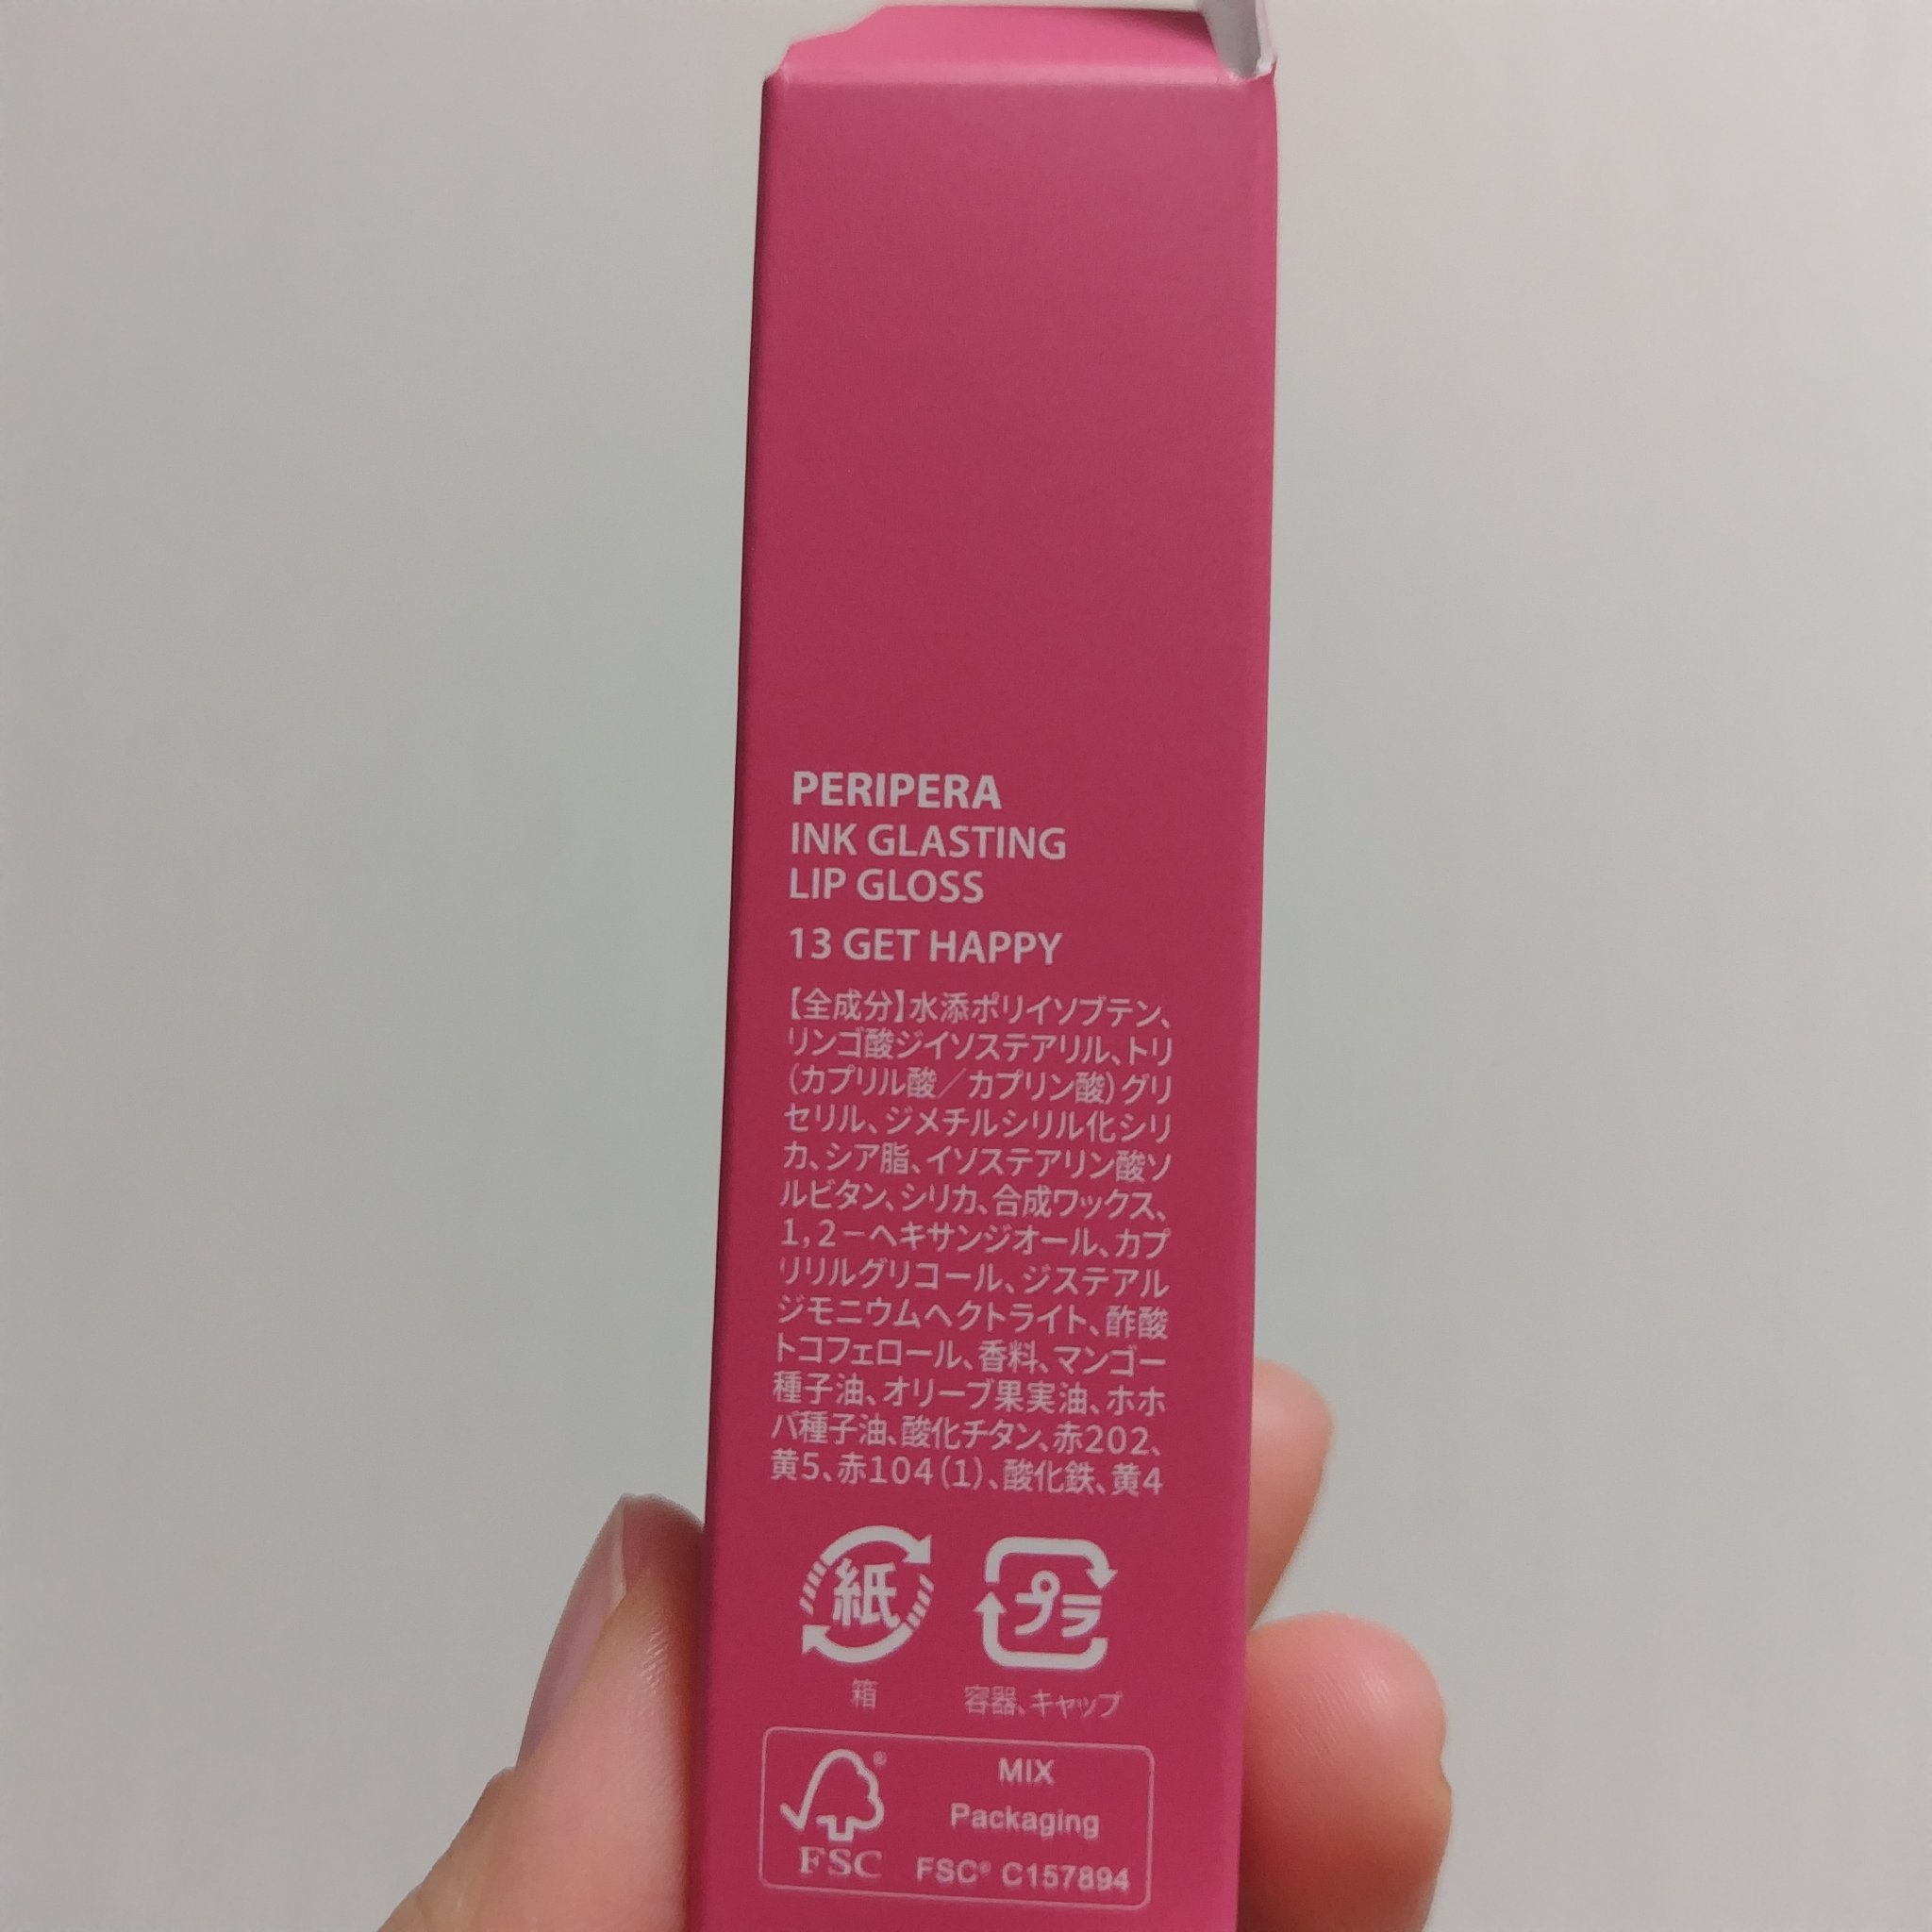 PERIPERA
INK GLASTING
LIP GLOSS
13 GET HAPPY
【全成分】水添ポリイソブテン、
リンゴ酸ジイソステアリル、トリ
(カプリル酸／カプリン酸)グリ
セリル、ジメチルシリル化シリ
カ、シア脂、イソステアリン酸ソ
ルビタン、シリカ、合成ワックス、
1,2－ヘキサンジオール、カプ
リリルグリコール、ジステアル
ジモニウムヘクトライト、酢酸
トコフェロール、香料、マンゴー
種子油、オリーブ果実油、ホホ
バ種子油、酸化チタン、赤202、
黄5、赤104(1)、酸化鉄、黄4
紙 プラ
箱 容器、キャップ
MIX
Packaging
FSC® C157894
® FSC